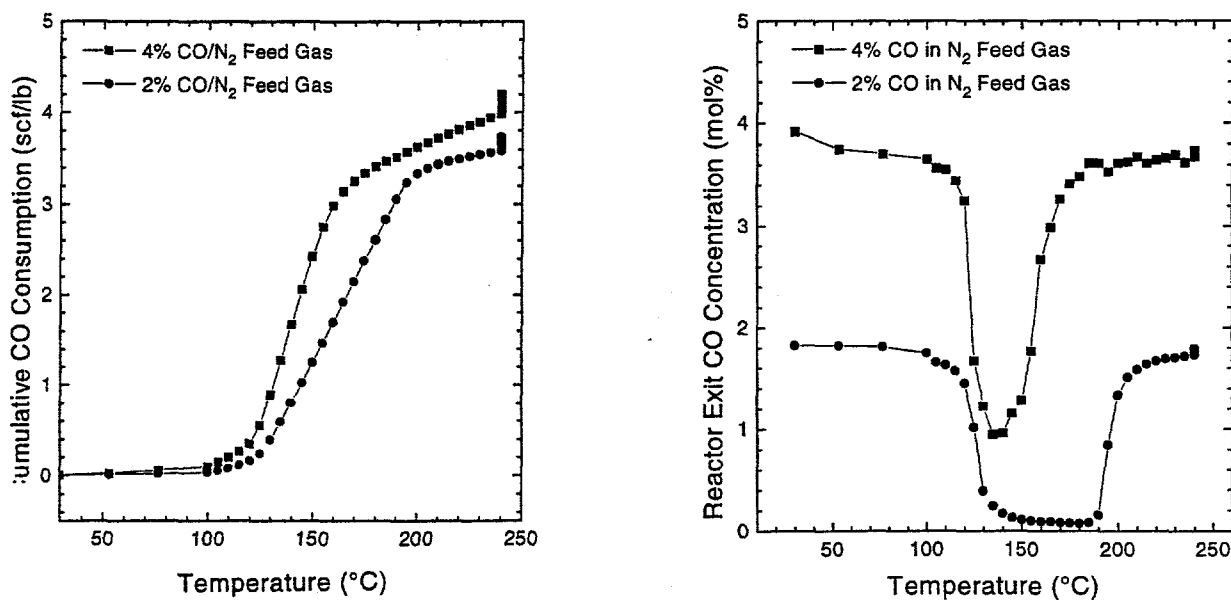 5
4
3
2
1
0
4% CO/N2 Feed Gas
2% CO/N2 Feed Gas
:umulative CO Consumption (scf/lb)
50 100 150 200 250
Temperature (°C)
5
4
3
2
1
0
4% CO in N2 Feed Gas
2% CO in N2 Feed Gas
Reactor Exit CO Concentration (mol%)
50 100 150 200 250
Temperature (°C)